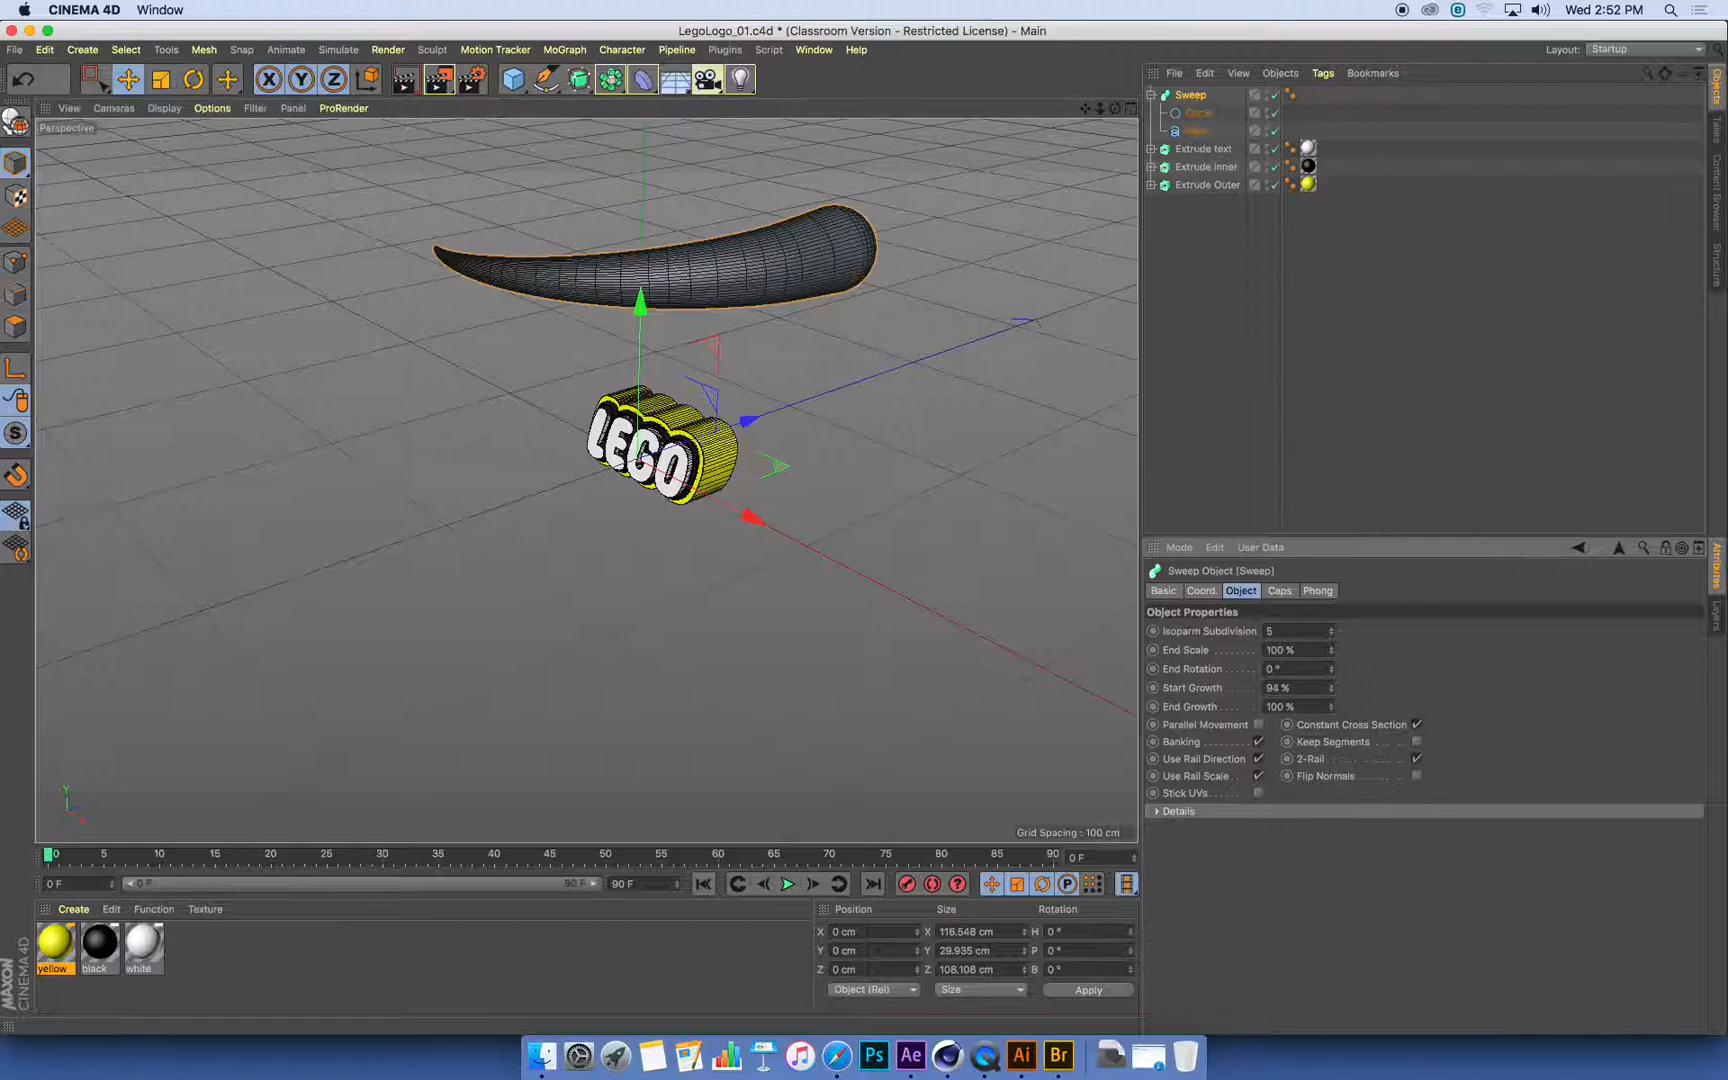 CINEMA 4D Window Wed 2:52 PM
LegoLogo_01.c4d * (Classroom Version - Restricted License) - Main
File Edit Create Select Tools Mesh Snap Animate Simulate Render Sculpt Motion Tracker MoGraph Character Pipeline Plugins Script Window Help Layout: Startup
X Y Z
File Edit View Objects Tags Bookmarks
View Cameras Display Options Filter Panel ProRender
Perspective
Sweep
Circle
Extrude text
Extrude inner
Extrude Outer
Objects
Takes
Content Browser
Structure
LEGO
Y
Grid Spacing : 100 cm
Mode Edit User Data
Attributes
Layers
Sweep Object [Sweep]
Basic Coord. Object Caps Phong
Object Properties
Isoparm Subdivision 5
End Scale 100 %
End Rotation 0 °
Start Growth 94 %
End Growth 100 %
Parallel Movement Constant Cross Section
Banking Keep Segments
Use Rail Direction 2-Rail
Use Rail Scale Flip Normals
Stick UVs
Details
0 5 10 15 20 25 30 35 40 45 50 55 60 65 70 75 80 85 90 0 F
0 F 0 F 90 F 90 F
Create Edit Function Texture
yellow black white
Position Size Rotation
X 0 cm X 116.548 cm H 0 °
Y 0 cm Y 29.935 cm P 0 °
Z 0 cm Z 108.108 cm B 0 °
Object (Rel) Size Apply
MAXON CINEMA 4D
Ps Ae Ai Br